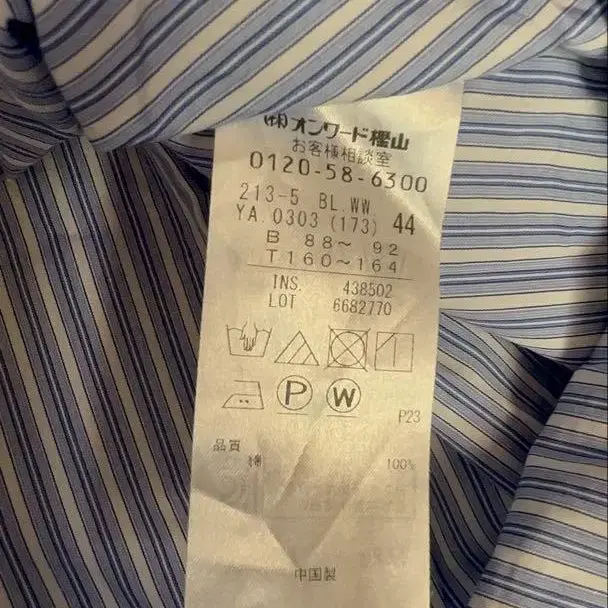 (株)オンワード樫山
お客様相談室
0120-58-6300
213-5 BL.WW.
YA.0303 (173) 44
B 88～ 92
T160～164
INS. 438502
LOT 6682770
P W
P23
品質
綿 100%
中国製